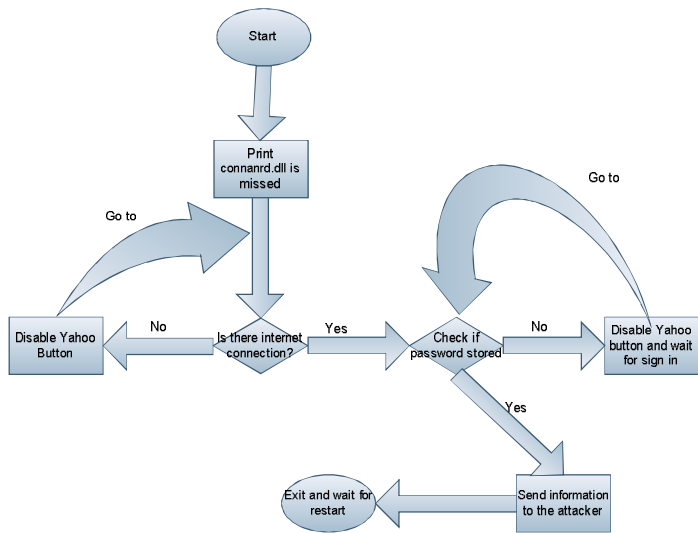 Start
Print
connanrd.dll is
missed
Go to
Go to
Disable Yahoo
Button
No
Is there internet
connection?
Yes
Check if
password stored
No
Disable Yahoo
button and wait
for sign in
Yes
Exit and wait for
restart
Send information
to the attacker